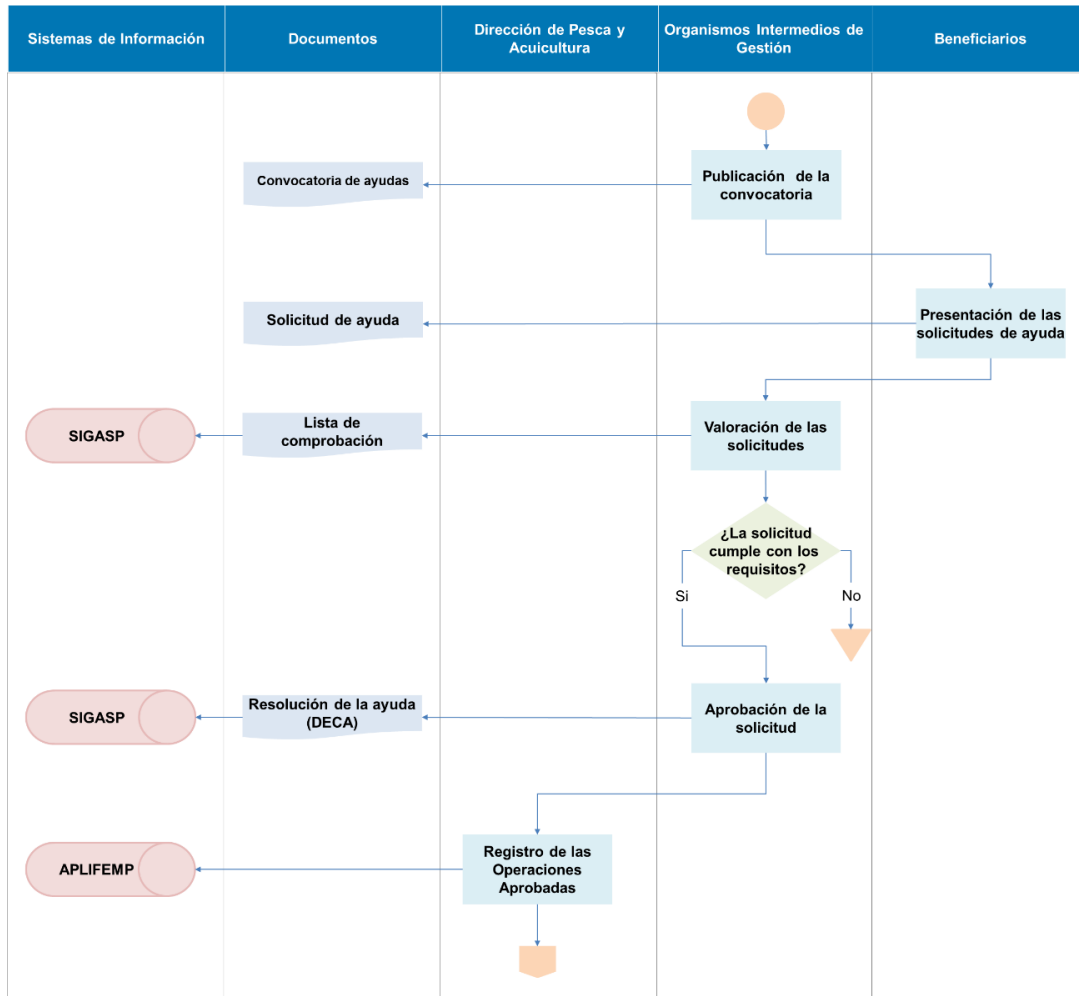 Sistemas de Información
Documentos
Dirección de Pesca y
Acuicultura
Organismos Intermedios de
Gestión
Beneficiarios
Convocatoria de ayudas
Publicación de la
convocatoria
Solicitud de ayuda
Presentación de las
solicitudes de ayuda
SIGASP
Lista de
comprobación
Valoración de las
solicitudes
¿La solicitud
cumple con los
requisitos?
Si
No
SIGASP
Resolución de la ayuda
(DECA)
Aprobación de la
solicitud
APLIFEMP
Registro de las
Operaciones
Aprobadas